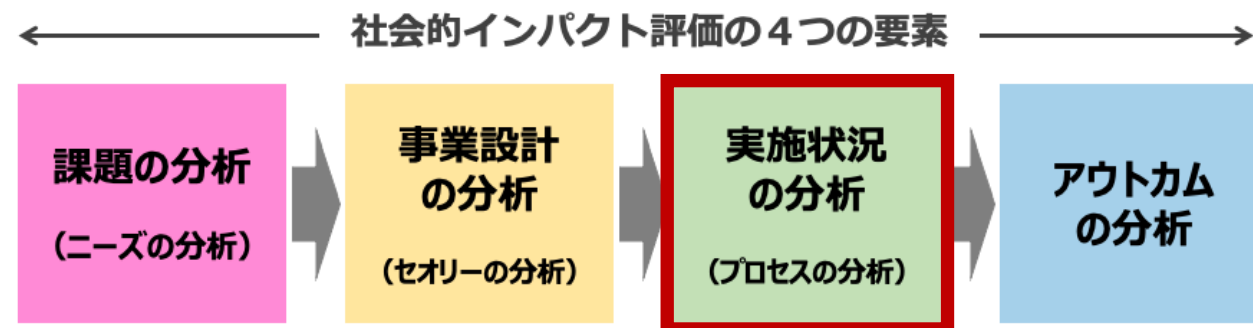 社会的インパクト評価の４つの要素
課題の分析
（ニーズの分析）
事業設計
の分析
（セオリーの分析）
実施状況
の分析
（プロセスの分析）
アウトカム
の分析